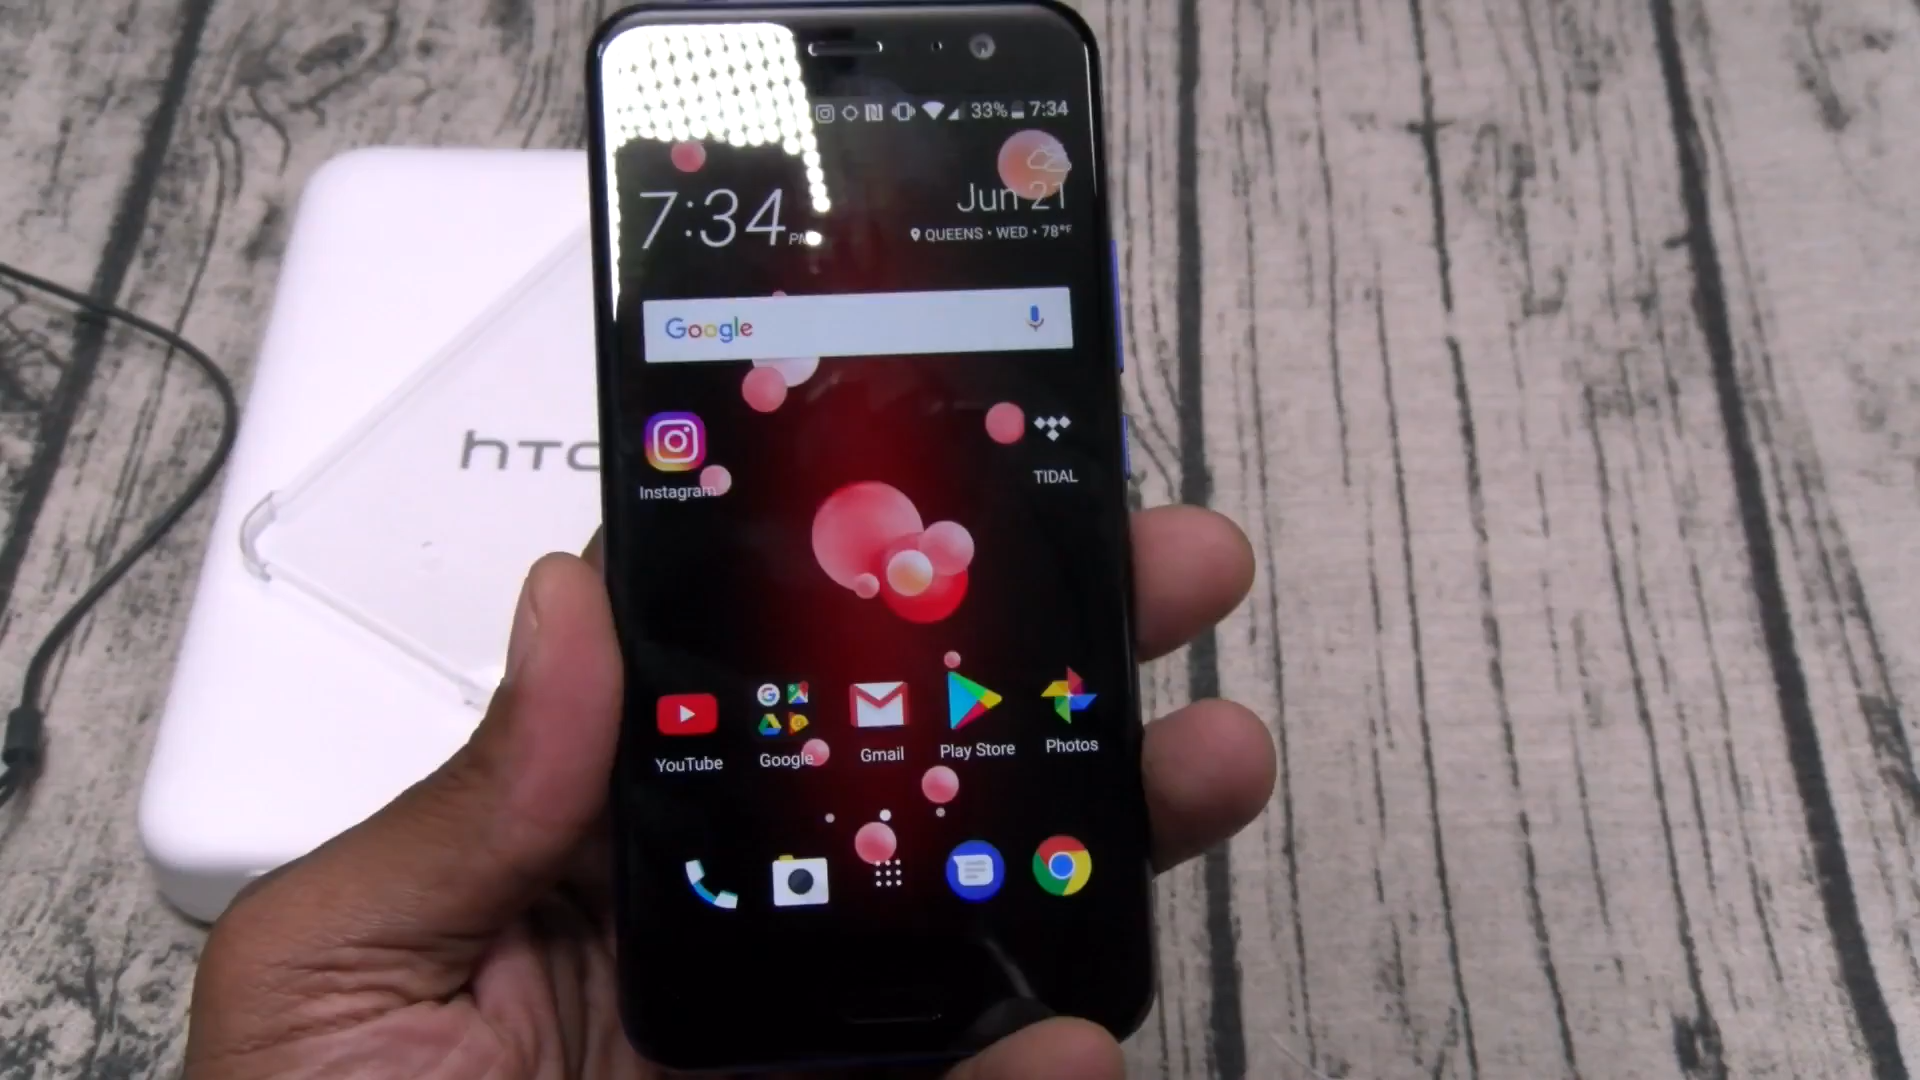 33% 7:34
7:34 PM
Jun 21
QUEENS • WED • 78°F
Google
hTC
Instagram
TIDAL
YouTube
Google
Gmail
Play Store
Photos